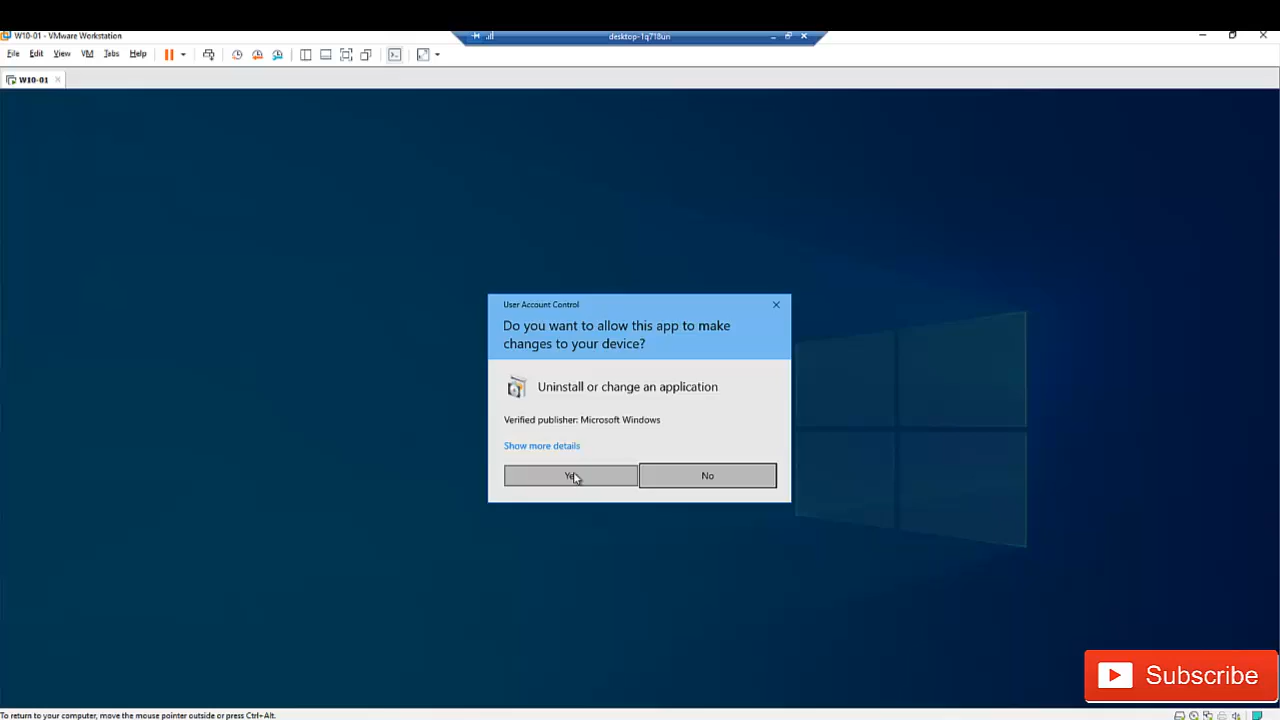 W10-01 - VMware Workstation
desktop-1q718un
File Edit View VM Tabs Help
W10-01
User Account Control
Do you want to allow this app to make
changes to your device?
Uninstall or change an application
Verified publisher: Microsoft Windows
Show more details
No
Subscribe
To return to your computer, move the mouse pointer outside or press Ctrl+Alt.